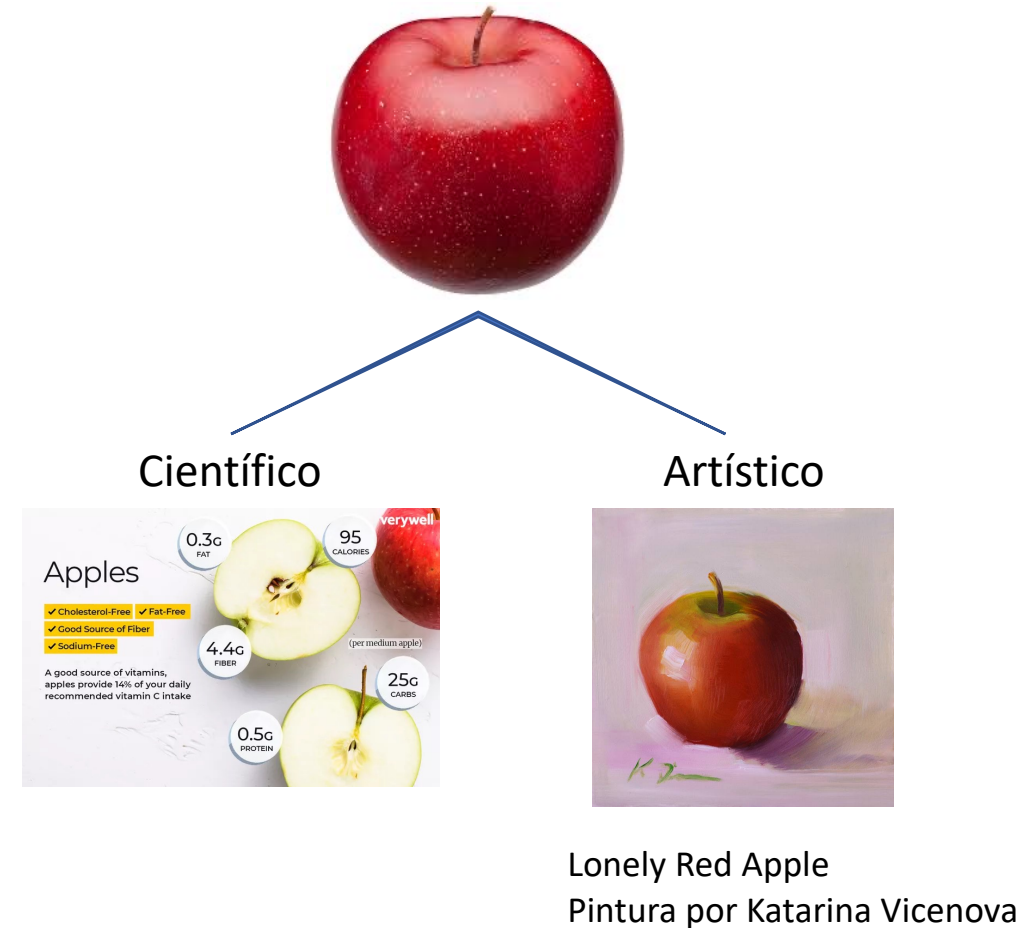 Científico
Artístico
verywell
0.3G
FAT
95
CALORIES
Apples
✓ Cholesterol-Free ✓ Fat-Free
✓ Good Source of Fiber
✓ Sodium-Free
4.4G
FIBER
(per medium apple)
A good source of vitamins,
apples provide 14% of your daily
recommended vitamin C intake
25G
CARBS
0.5G
PROTEIN
Lonely Red Apple
Pintura por Katarina Vicenova